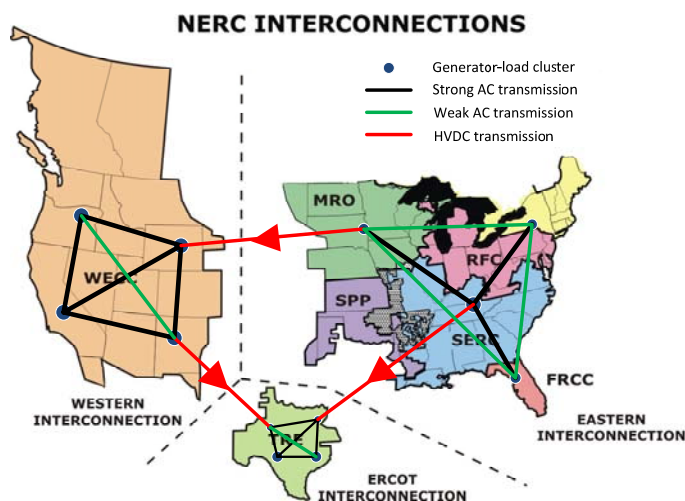 NERC INTERCONNECTIONS
Generator-load cluster
Strong AC transmission
Weak AC transmission
HVDC transmission
MRO
RFC
WECC
SPP
SERC
FRCC
WESTERN
INTERCONNECTION
EASTERN
INTERCONNECTION
TRE
ERCOT
INTERCONNECTION